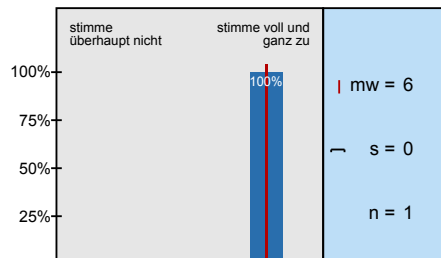 stimme
überhaupt nicht
stimme voll und
ganz zu
100%
75%
50%
25%
100%
mw = 6
s = 0
n = 1